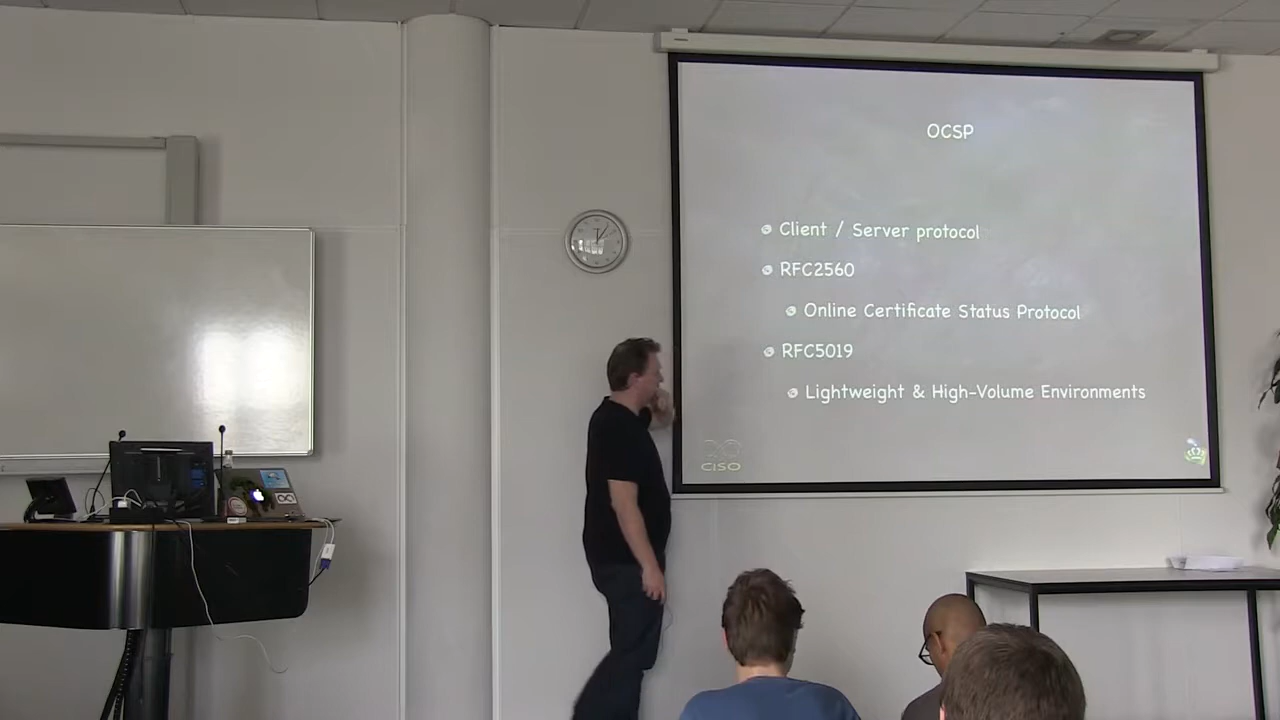 OCSP
Client / Server protocol
RFC2560
Online Certificate Status Protocol
RFC5019
Lightweight & High-Volume Environments
CISO